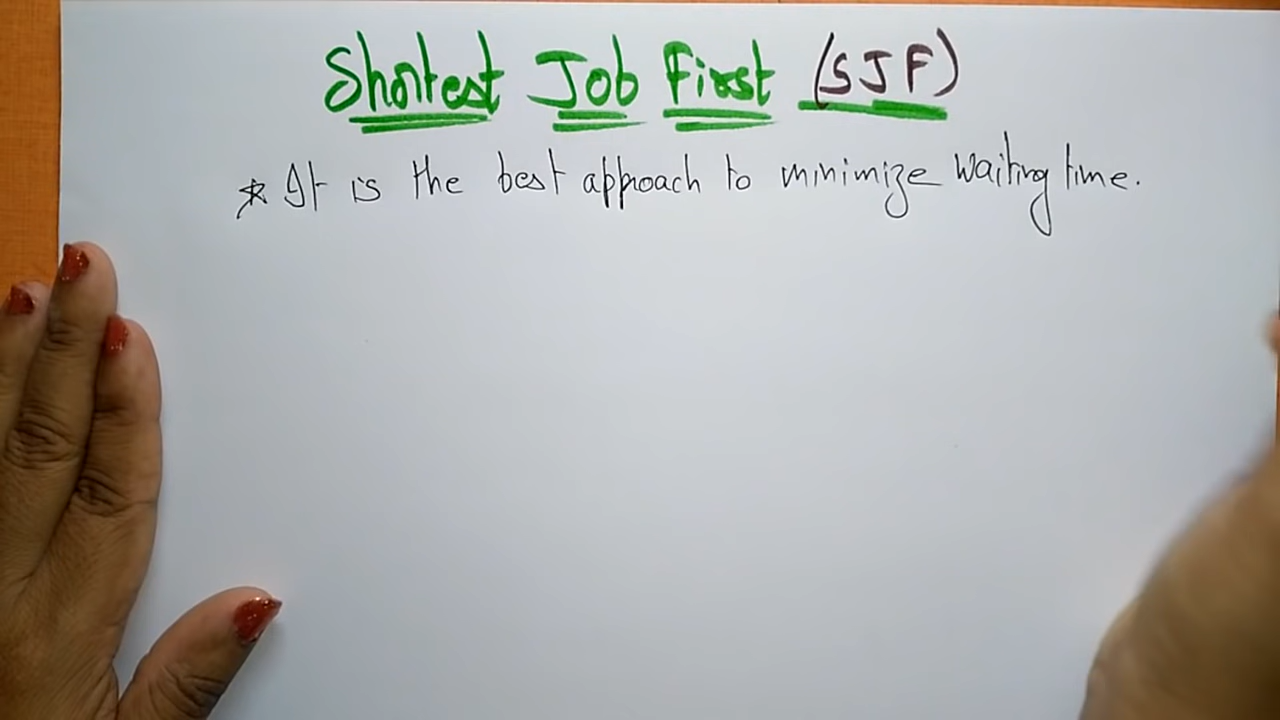 Shortest Job First (SJF)
* It is the best approach to minimize waiting time.